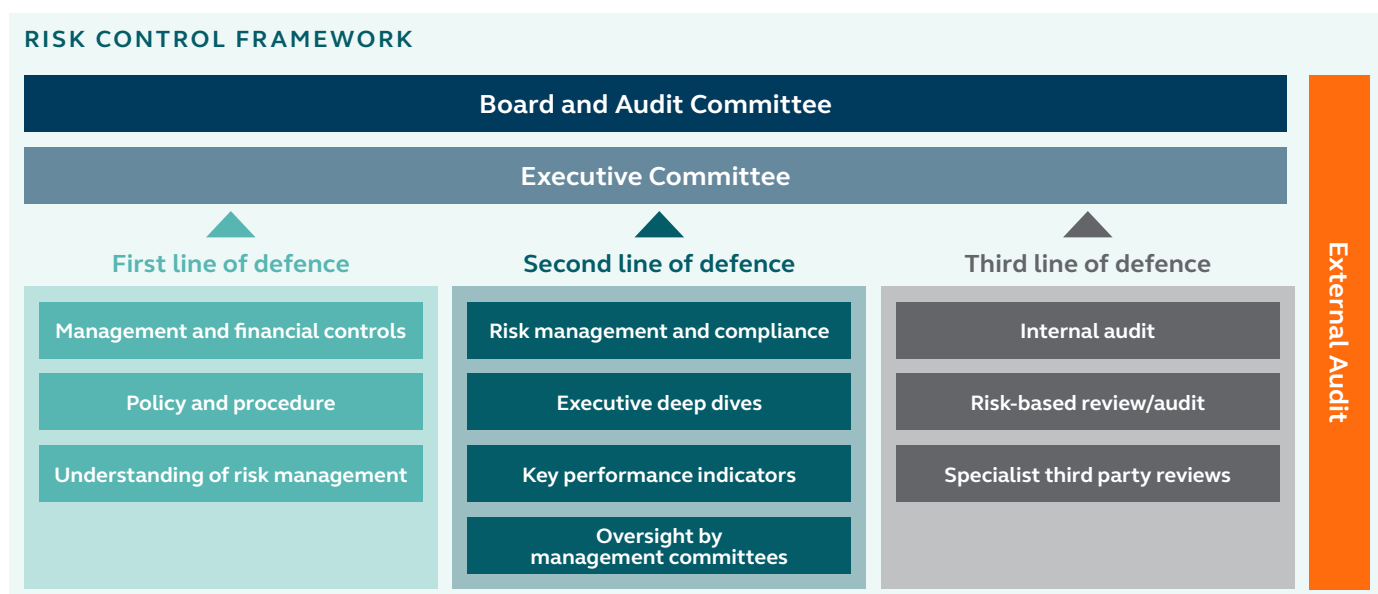 RISK CONTROL FRAMEWORK
Board and Audit Committee
Executive Committee
First line of defence
Management and financial controls
Policy and procedure
Understanding of risk management
Second line of defence
Risk management and compliance
Executive deep dives
Key performance indicators
Oversight by
management committees
Third line of defence
Internal audit
Risk-based review/audit
Specialist third party reviews
External Audit